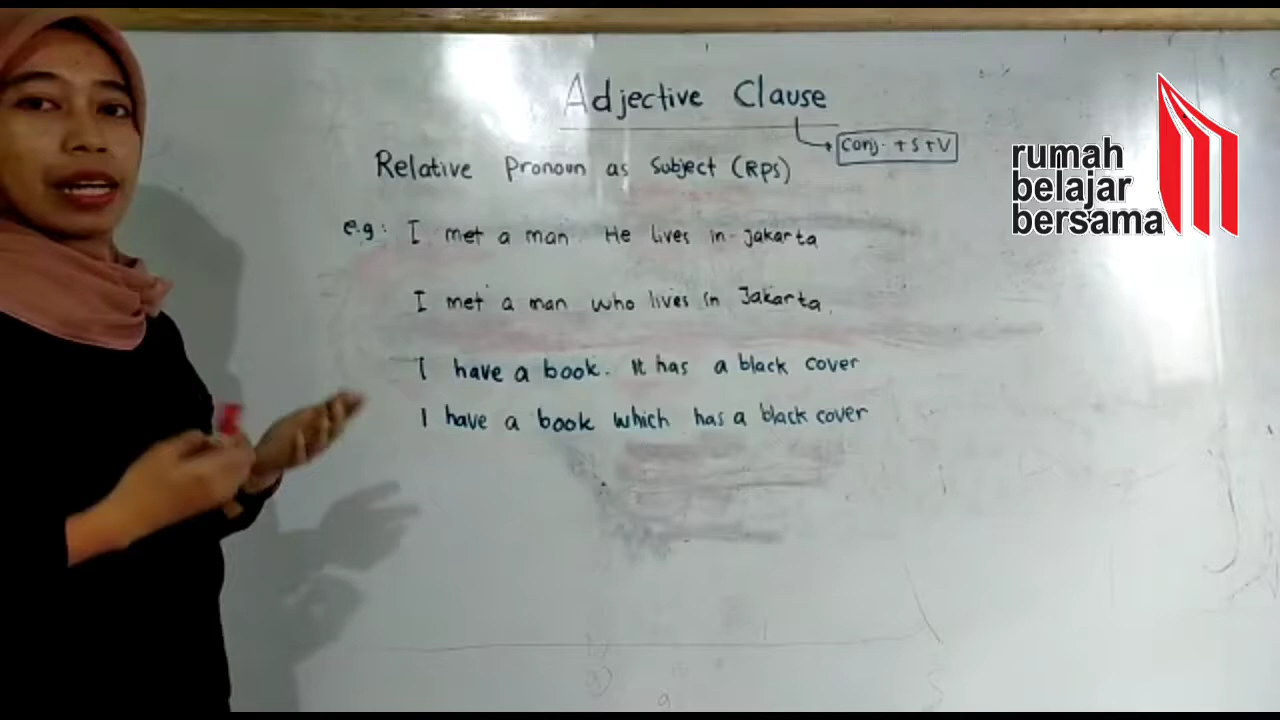 Adjective Clause
conj. + S + V
Relative Pronoun as Subject (RPS)
e.g: I met a man. He lives in Jakarta
I met a man who lives in Jakarta.
I have a book. It has a black cover
I have a book which has a black cover
rumah
belajar
bersama